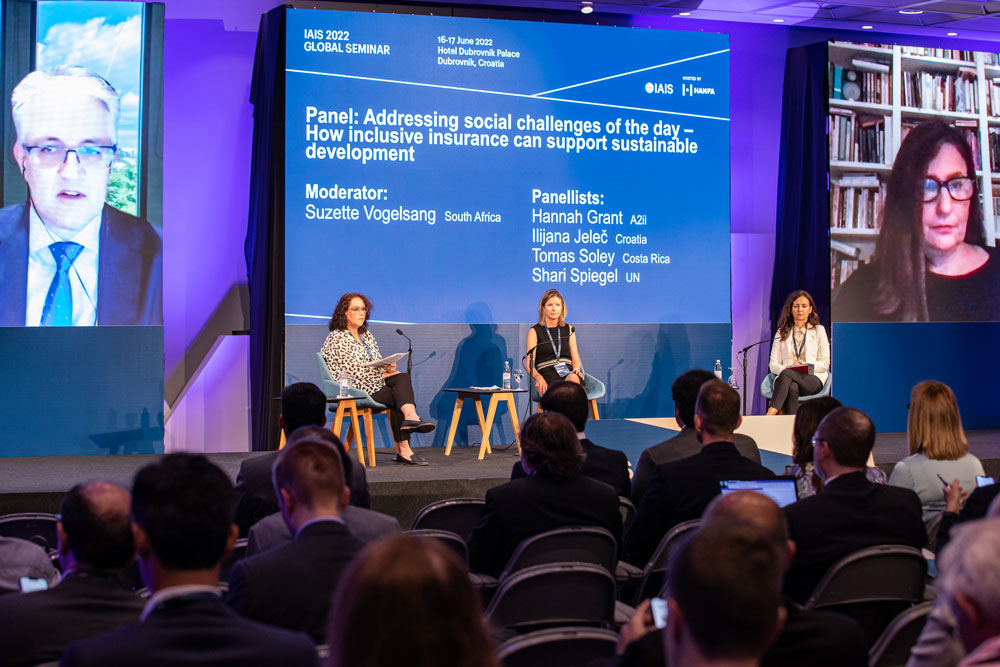 IAIS 2022
GLOBAL SEMINAR
16-17 June 2022
Hotel Dubrovnik Palace
Dubrovnik, Croatia
IAIS
HOSTED BY
HANFA
Panel: Addressing social challenges of the day –
How inclusive insurance can support sustainable
development
Moderator:
Suzette Vogelsang South Africa
Panellists:
Hannah Grant A2ii
Ilijana Jeleč Croatia
Tomas Soley Costa Rica
Shari Spiegel UN